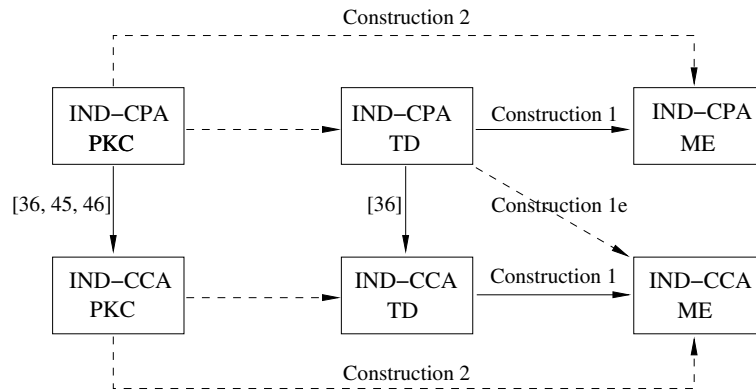 Construction 2
IND−CPA
PKC
IND−CPA
TD
Construction 1
IND−CPA
ME
[36, 45, 46]
[36]
Construction 1e
IND−CCA
PKC
IND−CCA
TD
Construction 1
IND−CCA
ME
Construction 2